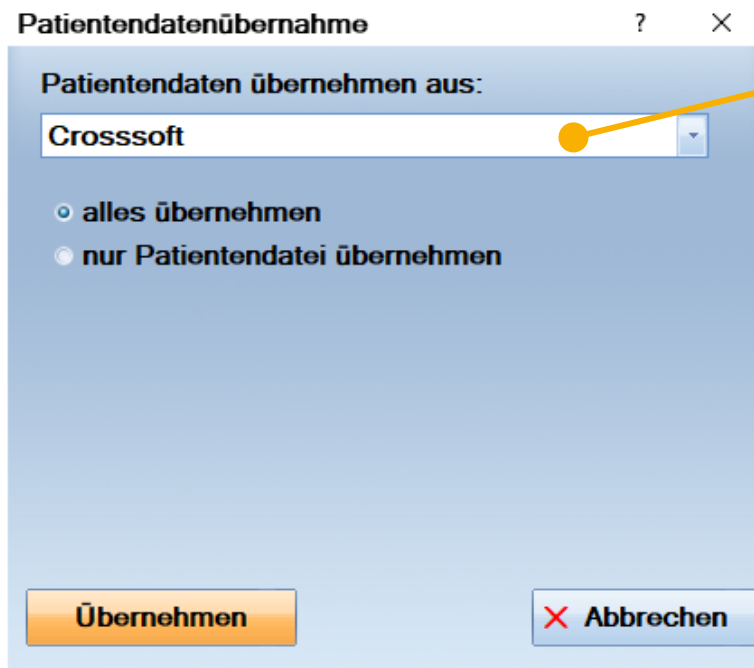 Patientendatenübernahme ?
Patientendaten übernehmen aus:
Crosssoft
alles übernehmen
nur Patientendatei übernehmen
Übernehmen
Abbrechen